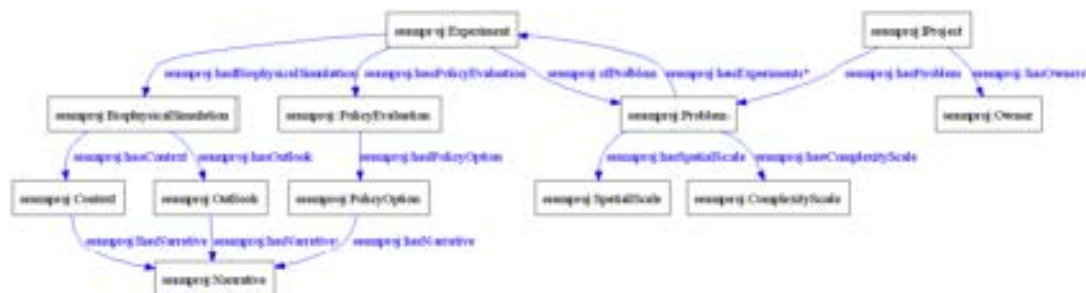 seamproj:Experiment
seamproj:IProject
seamproj:hasBiophysicalSimulation
seamproj:hasPolicyEvaluation
seamproj:ofProblem
seamproj:hasExperiments*
seamproj:hasProblem
seamproj:hasOwners
seamproj:BiophysicalSimulation
seamproj:PolicyEvaluation
seamproj:Problem
seamproj:Owner
seamproj:hasContext
seamproj:hasOutlook
seamproj:hasPolicyOption
seamproj:hasSpatialScale
seamproj:hasComplexityScale
seamproj:Context
seamproj:Outlook
seamproj:PolicyOption
seamproj:SpatialScale
seamproj:ComplexityScale
seamproj:hasNarrative
seamproj:hasNarrative
seamproj:hasNarrative
seamproj:Narrative